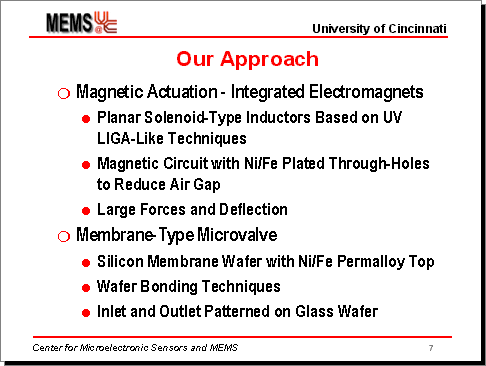 MEMS UC @
University of Cincinnati
Our Approach
Magnetic Actuation - Integrated Electromagnets
Planar Solenoid-Type Inductors Based on UV
LIGA-Like Techniques
Magnetic Circuit with Ni/Fe Plated Through-Holes
to Reduce Air Gap
Large Forces and Deflection
Membrane-Type Microvalve
Silicon Membrane Wafer with Ni/Fe Permalloy Top
Wafer Bonding Techniques
Inlet and Outlet Patterned on Glass Wafer
Center for Microelectronic Sensors and MEMS
7